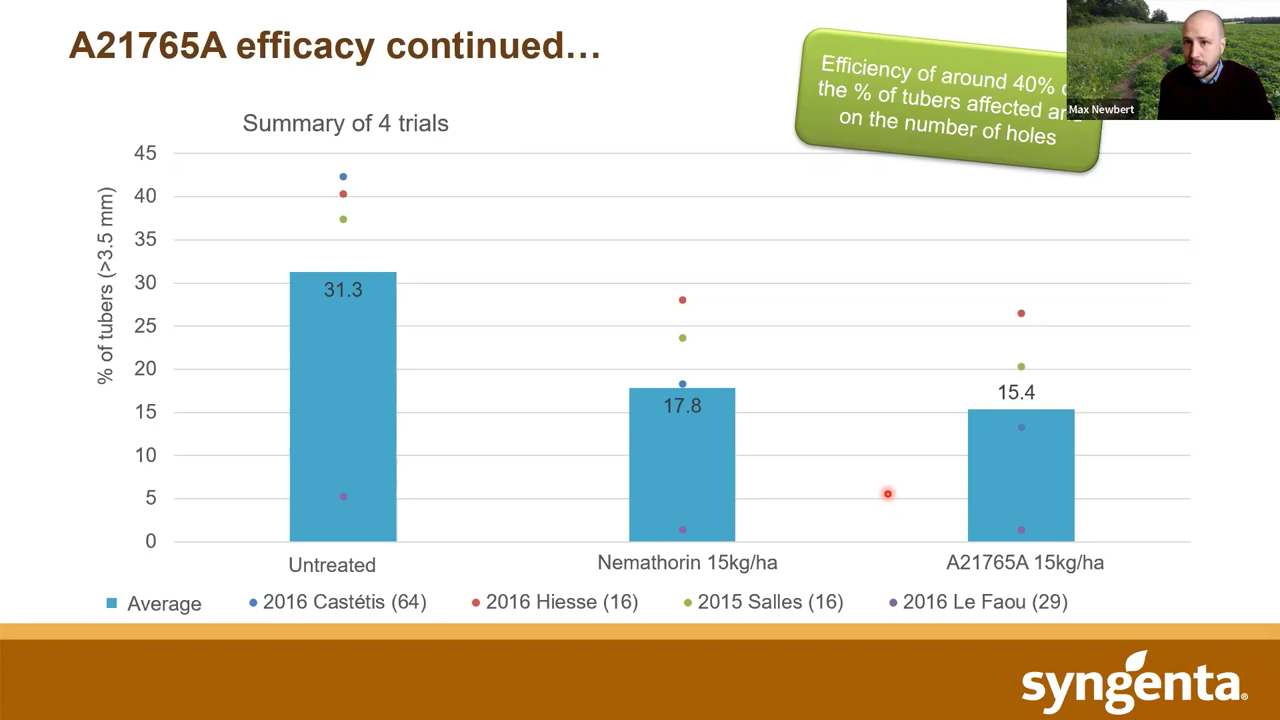 A21765A efficacy continued…
Efficiency of around 40%
the % of tubers affected
on the number of holes
Max Newbert
Summary of 4 trials
% of tubers (>3.5 mm)
45
40
35
30
25
20
15
10
5
0
31.3
17.8
15.4
Untreated
Nemathorin 15kg/ha
A21765A 15kg/ha
Average
2016 Castétis (64)
2016 Hiesse (16)
2015 Salles (16)
2016 Le Faou (29)
syngenta®